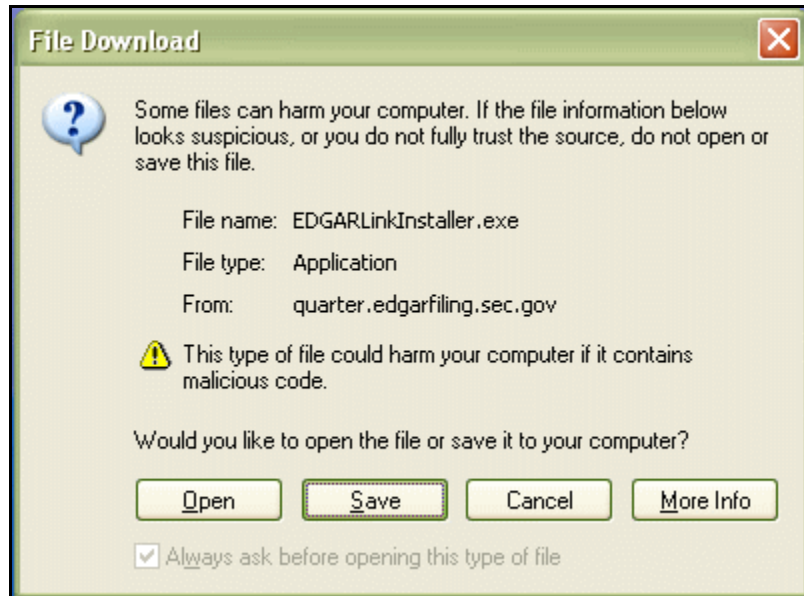 File Download
Some files can harm your computer. If the file information below
looks suspicious, or you do not fully trust the source, do not open or
save this file.
File name: EDGARLinkInstaller.exe
File type: Application
From: quarter.edgarfiling.sec.gov
This type of file could harm your computer if it contains
malicious code.
Would you like to open the file or save it to your computer?
Open Save Cancel More Info
Always ask before opening this type of file